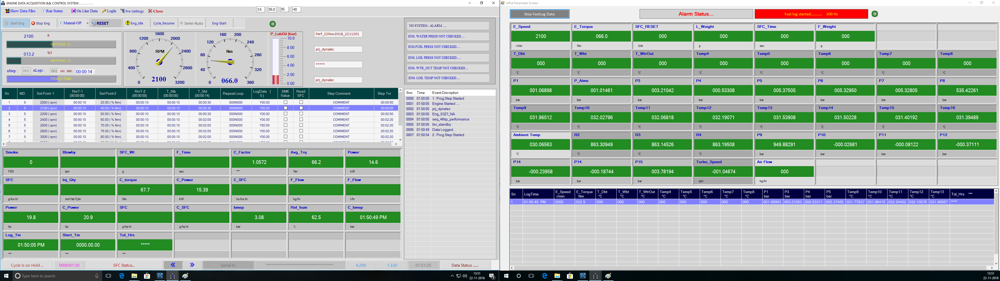 ENGINE DATA ACQUISITION && CONTROL SYSTEM .........
Show Data Files Run Status On Line Data LogIn Pre-Settings Close
3.6 95.0 85 40
Start Eng Stop Eng Manual-OP RESET Eng_Idle Cycle_Resume Semi-Auto Eng-Start
2100 R
Set Point - 1 :
013.2 %T
Set Point - 2 :
nStep : 002 nLogs : 001 HH : MM : 00:00:14
STEADY TIME:
0 400 800 1200 1600 2000 2400 2800 3200
RPM
2100
0 40 80 120 160 200 240 280 320 360
Nm
066.0
P_LubOil (bar)
10.0
8.00
6.00
4.00
2.00
0.00
Perf_22Nov2018_2211201
prj_dynalec
*****
prj_dynalec
NO SYSTEM - ALARM .....
ENG. WATER PRESS NOT CHECKED.....
ENG.FUEL PRESS NOT CHECKED.....
ENG. LOIL PRESS NOT CHECKED......
ENG. WTR_OUT TEMP NOT CHECKED....
ENG. LOIL TEMP NOT CHECKED.....
Sn MD Set Point -1 RmT-1 (00:00:00) Set Point-2 RmT-2 (00:00:00) T_Stb (00:00:00) T_Std (00:00:14) Repeat Loop LogData ( 5 ) SMK Value Read SFC Step Comment Step Tm
1 5 2000 ( rpm) 00:00:10 20.00 ( % Nm) 00:00:10 00:00:10 00:00:30 000N000 Y00.00 COMMENT 00:00:50
2 5 2100 ( rpm) 00:00:10 40.00 ( % Nm) 00:00:10 00:00:10 00:00:30 000N000 Y00.00 COMMENT 00:00:50
3 5 2200 ( rpm) 00:00:10 50.00 ( % Nm) 00:00:10 00:00:10 00:00:30 000N000 Y00.00 COMMENT 00:00:50
4 5 2400 ( rpm) 00:00:10 60.00 ( % Nm) 00:00:10 00:00:10 00:02:00 000N000 Y00.00 COMMENT 00:02:20
5 5 2500 ( rpm) 00:00:10 70.00 ( % Nm) 00:00:10 00:00:10 00:02:00 000N000 Y00.00 COMMENT 00:02:20
6 5 2800 ( rpm) 00:00:10 75.00 ( % Nm) 00:00:10 00:00:10 00:02:00 000N000 Y00.00 COMMENT 00:02:20
7 5 3000 ( rpm) 00:00:10 80.00 ( % Nm) 00:00:10 00:00:10 00:02:00 000N000 Y00.00 COMMENT 00:02:20
Sno Time Event Discription
0000 01:50:05 1 : Prog.Step Started
0001 01:50:05 Engine Started .....
0002 01:50:05 prj_dynalec
0003 01:50:05 Eng_S327_NA
0004 01:50:05 seq_46hp_performance
0005 01:50:05 lim_standby
0006 01:50:49 Data Logged...
0007 01:50:54 2 : Prog.Step Started
Smoke Blowby SFC_Wt F_Time C_Factor Avg_Trq Power
0 1.0572 66.2 14.6
FSN lpm g sec *** Nm kW
SFC Inj_Qty C_torque C_Power C_SFC F_Flow F_Flow
67.7 15.39
g/kw.hr mm³/str/Cyln Nm kW ho/kw.hr kg/hr l/hr
Power C_Power SFC C_SFC bmep Rel_hum C_bmep
19.8 20.9 3.08 62.5 01:50:49 PM
hp hp g/hp.hr g/hp.hr bar % bar
Log_Tm Start_Tm Tol_Hrs
01:50:05 PM 0000.00.00 *****
*** *** ***
Cycle Is on Hold ... 0000:01:30 SFC Status... Serial In 4.200 1.320 01:51:35 Data Status .......
Type here to search
13:51
22-11-2018
3
InPut Parameter Screen
Stop-FastLog Data Alarm Status... Fast log started........... 100 Hz
E_Speed E_Torque SFC_RESET L_Weight SFC_Time F_Weight
2100 066.0 000 000 000 000
r/min Nm Unit g sec g
T_Dbt T_Wbt T_WtrOut Temp4 Temp5 Temp6 Temp7 Temp8
000 000 000 000 000 000 000 000
°C °C °C °C °C °C °C °C
P1 P_Atms P3 P4 P5 P6 P7 P8
001.06898 001.01461 003.21042 000.53308 005.37505 005.32950 005.32805 535.42261
bar bar bar bar bar bar bar bar
Temp9 Temp10 Temp11 Temp12 Temp13 Temp14 Temp15 Temp16
031.96512 032.02796 032.06818 032.19071 031.53908 031.50228 031.40192 031.39489
°C °C °C °C °C °C °C °C
Ambient Temp R2 R3 R4 P9 P10 P11 P12
030.06563 863.30949 863.14526 863.19508 949.88291 -000.02681 -000.08122 -000.37111
°C °C °C °C bar bar bar bar
P14 P14 P15 Turbo_Speed Air Flow
-000.23958 -000.18744 003.78194 -001.04674 000
bar bar bar rpm kg/hr
Sn LogTime E_Speed r/min E_Torque Nm T_Dbt °C T_Wbt °C T_WtrOut °C Temp4 °C Temp5 °C Temp6 °C Temp7 °C Temp8 °C P1 bar P3 bar P4 bar P5 bar Temp9 °C Temp10 °C Temp11 °C Temp12 °C Temp13 °C Tol_Hrs ***
1 01:50:49 PM 2000 032.9 000 000 000 000 000 000 000 000 001.06903 003.21053 000.53311 005.37485 031.77937 031.96415 032.24452 032.10578 031.46087 *****
13:51
22-11-2018